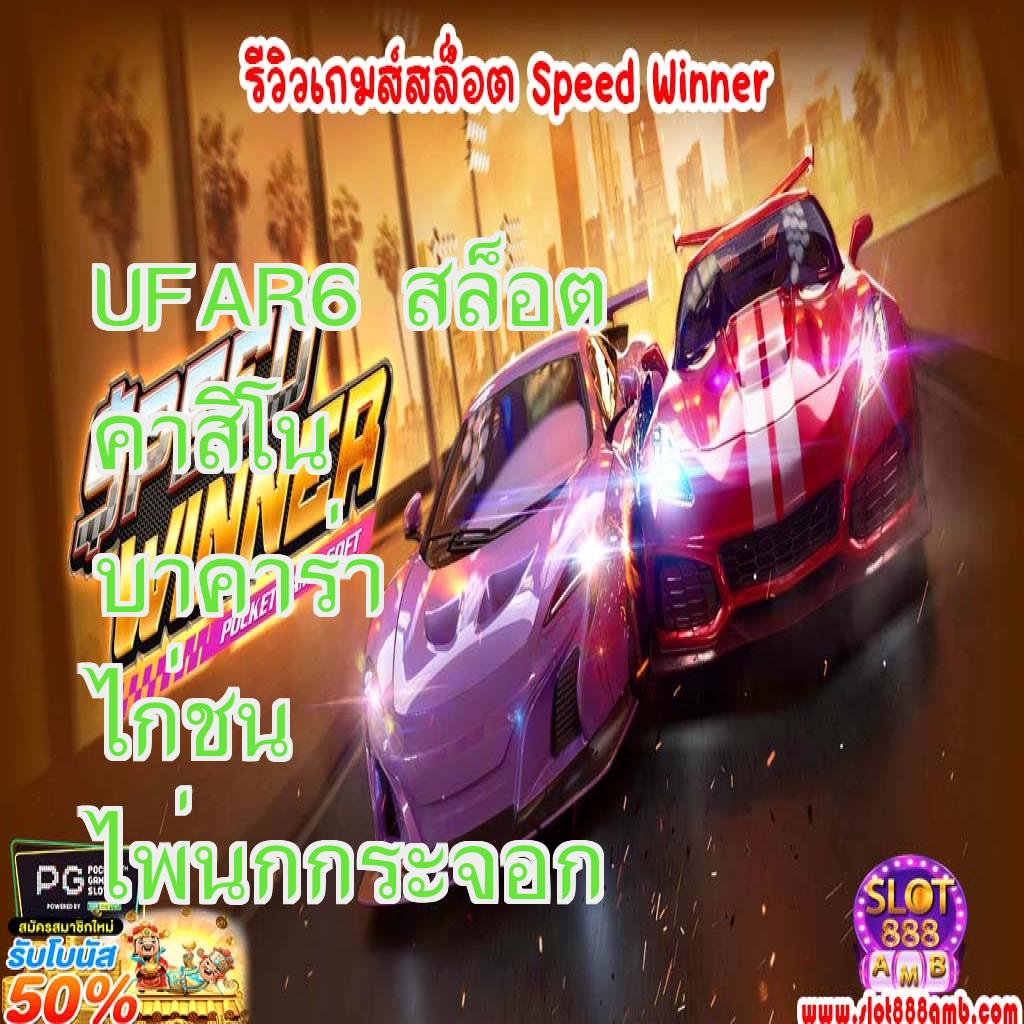 รีวิวเกมส์สล็อต Speed Winner
UFAR6 สล็อต
SPEED
WINNER
คาสิโน
บาคาร่า
POCKET
ไก่ชน
ไพ่นกกระจอก
PG
สมัครสมาชิกใหม่
รับโบนัส
50%
SLOT
888
AMB
www.slot888amb.com